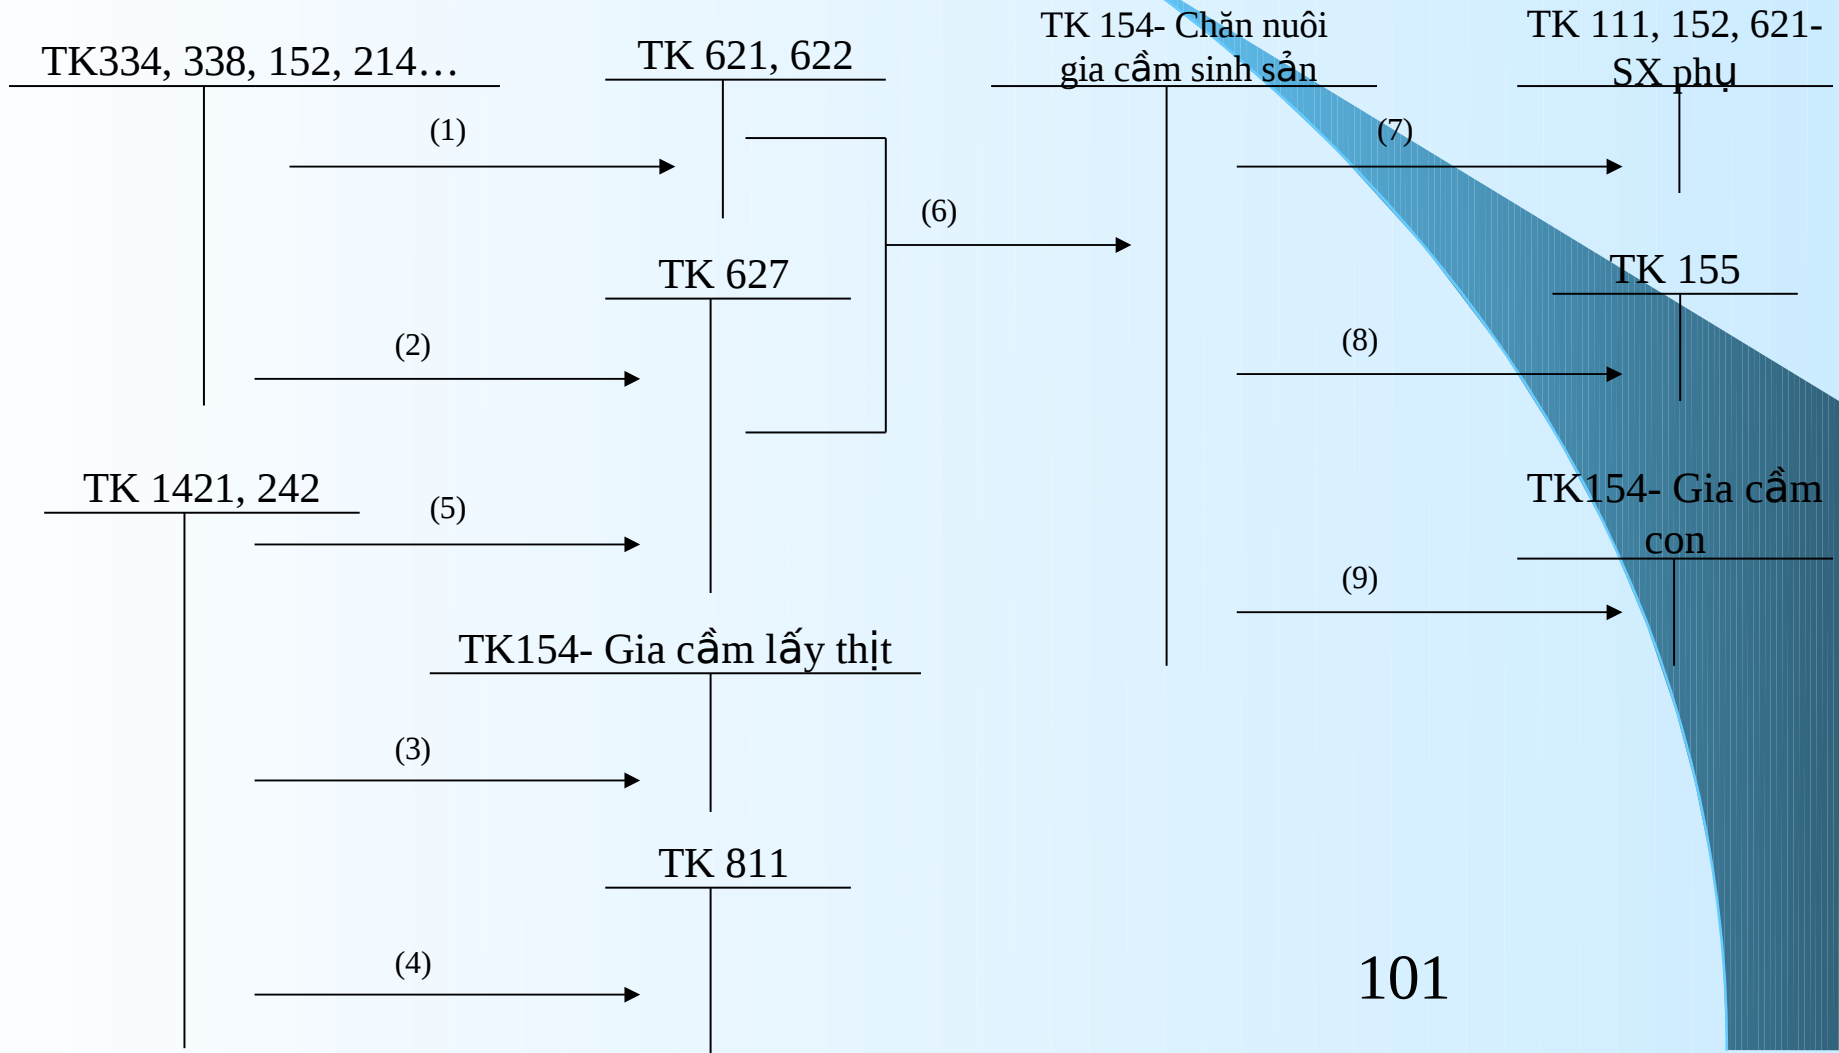 TK334, 338, 152, 214…
TK 621, 622
TK 154- Chăn nuôi
gia cầm sinh sản
TK 111, 152, 621-
SX phụ
(1)
(7)
(6)
TK 627
TK 155
(2)
(8)
TK 1421, 242
(5)
TK154- Gia cầm
con
(9)
TK154- Gia cầm lấy thịt
(3)
TK 811
(4)
101